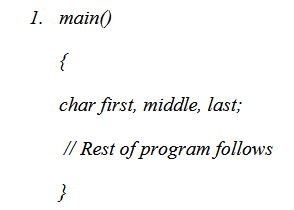 1. main()
{
char first, middle, last;
// Rest of program follows
}